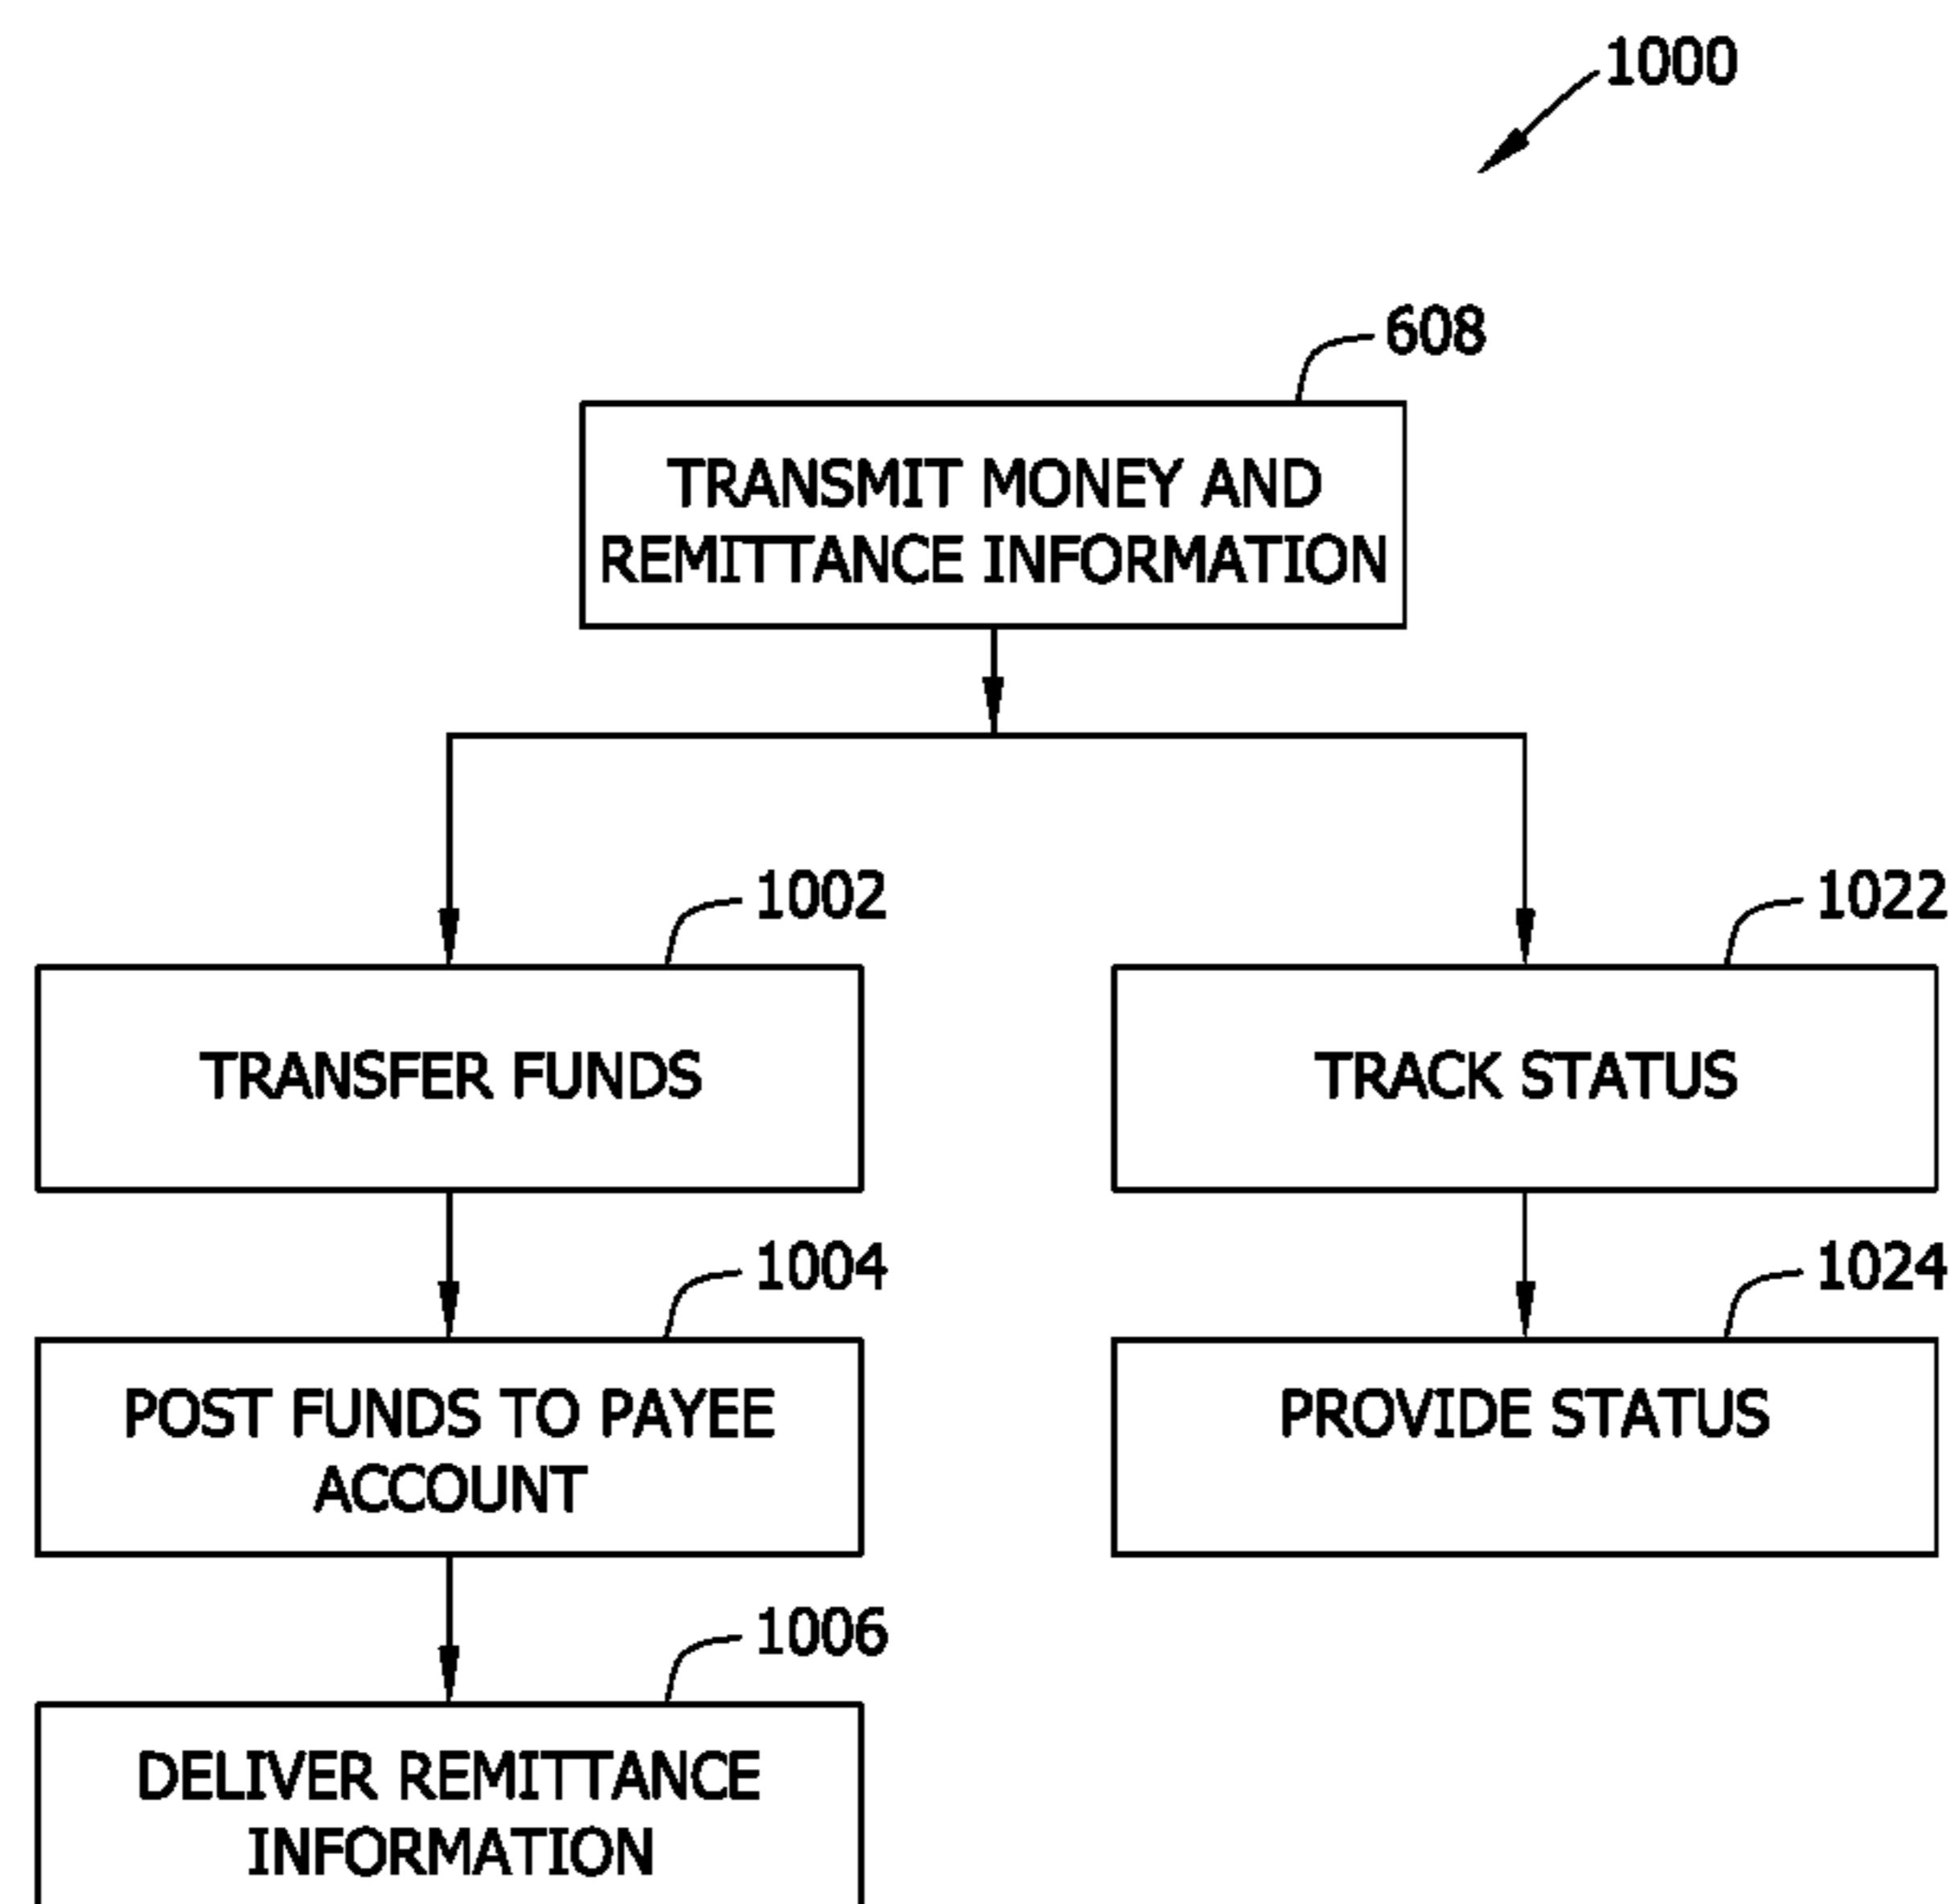 1000
608
TRANSMIT MONEY AND
REMITTANCE INFORMATION
1002
TRANSFER FUNDS
1022
TRACK STATUS
1004
POST FUNDS TO PAYEE
ACCOUNT
1024
PROVIDE STATUS
1006
DELIVER REMITTANCE
INFORMATION